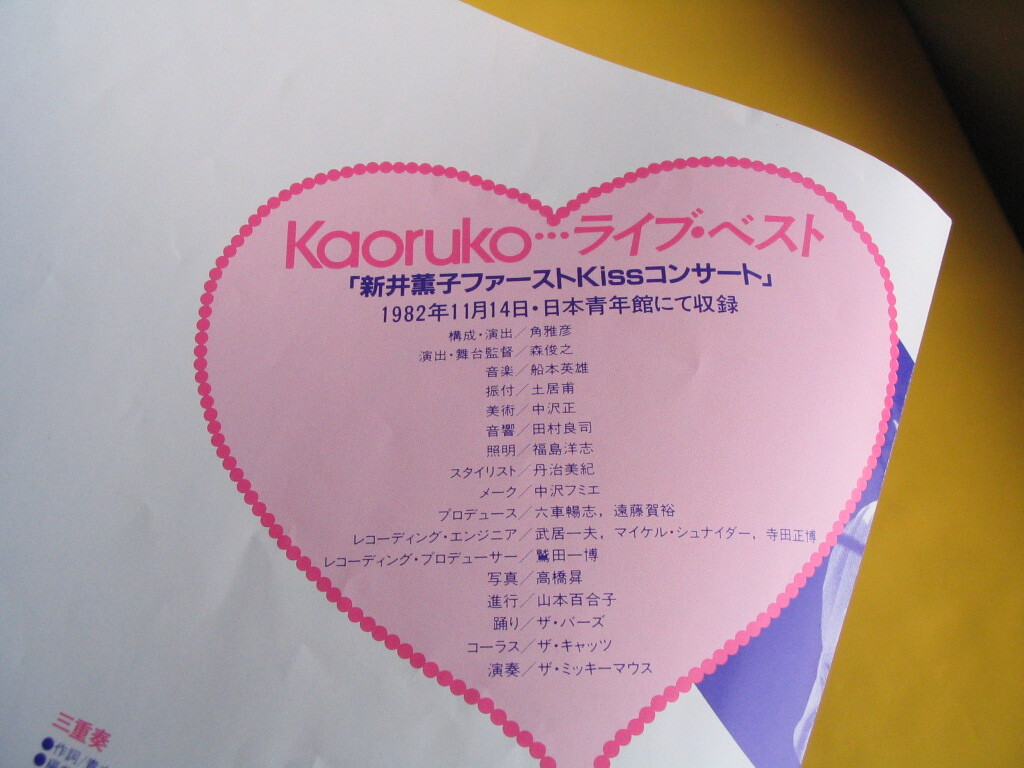 Kaoruko…ライブ・ベスト
「新井薫子ファーストKissコンサート」
1982年11月14日・日本青年館にて収録
構成・演出／角雅彦
演出・舞台監督／森俊之
音楽／船本英雄
振付／土居甫
美術／中沢正
音響／田村良司
照明／福島洋志
スタイリスト／丹治美紀
メーク／中沢フミエ
プロデュース／六車暢志，遠藤賀裕
レコーディング・エンジニア／武居一夫，マイケル・シュナイダー，寺田正博
レコーディング・プロデューサー／鷲田一博
写真／高橋曻
進行／山本百合子
踊り／ザ・バーズ
コーラス／ザ・キャッツ
演奏／ザ・ミッキーマウス
三重奏
●作詞/